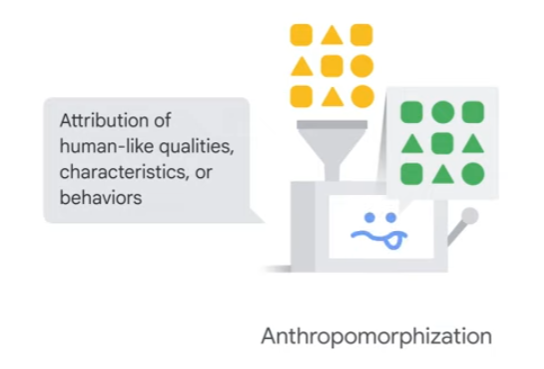 Attribution of
human-like qualities,
characteristics, or
behaviors
Anthropomorphization